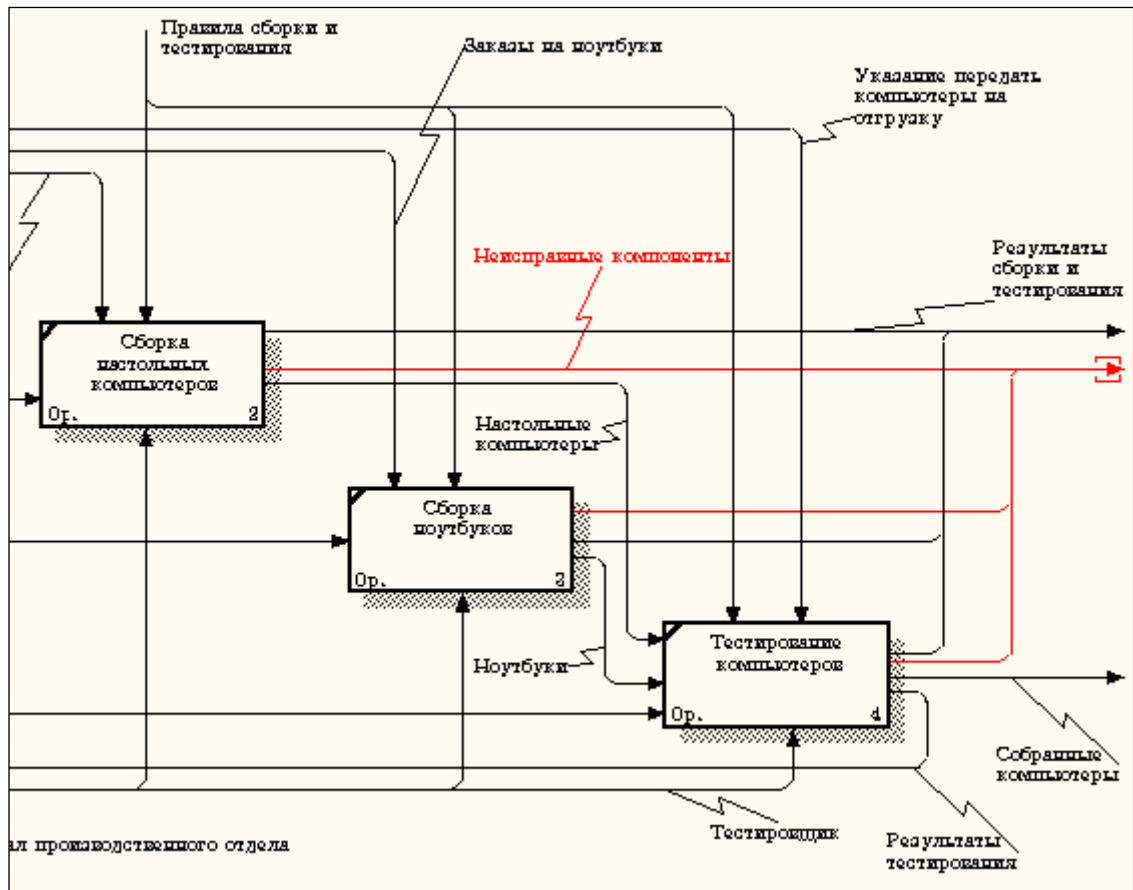 Правила сборки и
тестирования
Заказы на ноутбуки
Указание передать
компьютеры на
отгрузку
Неисправные компоненты
Результаты
сборки и
тестирования
Сборка
настольных
компьютеров
0р.
2
Настольные
компьютеры
Сборка
ноутбуков
0р.
3
Тестирование
компьютеров
0р.
4
Ноутбуки
Собранные
компьютеры
Тестировщик
Результаты
тестирования
ал производственного отдела